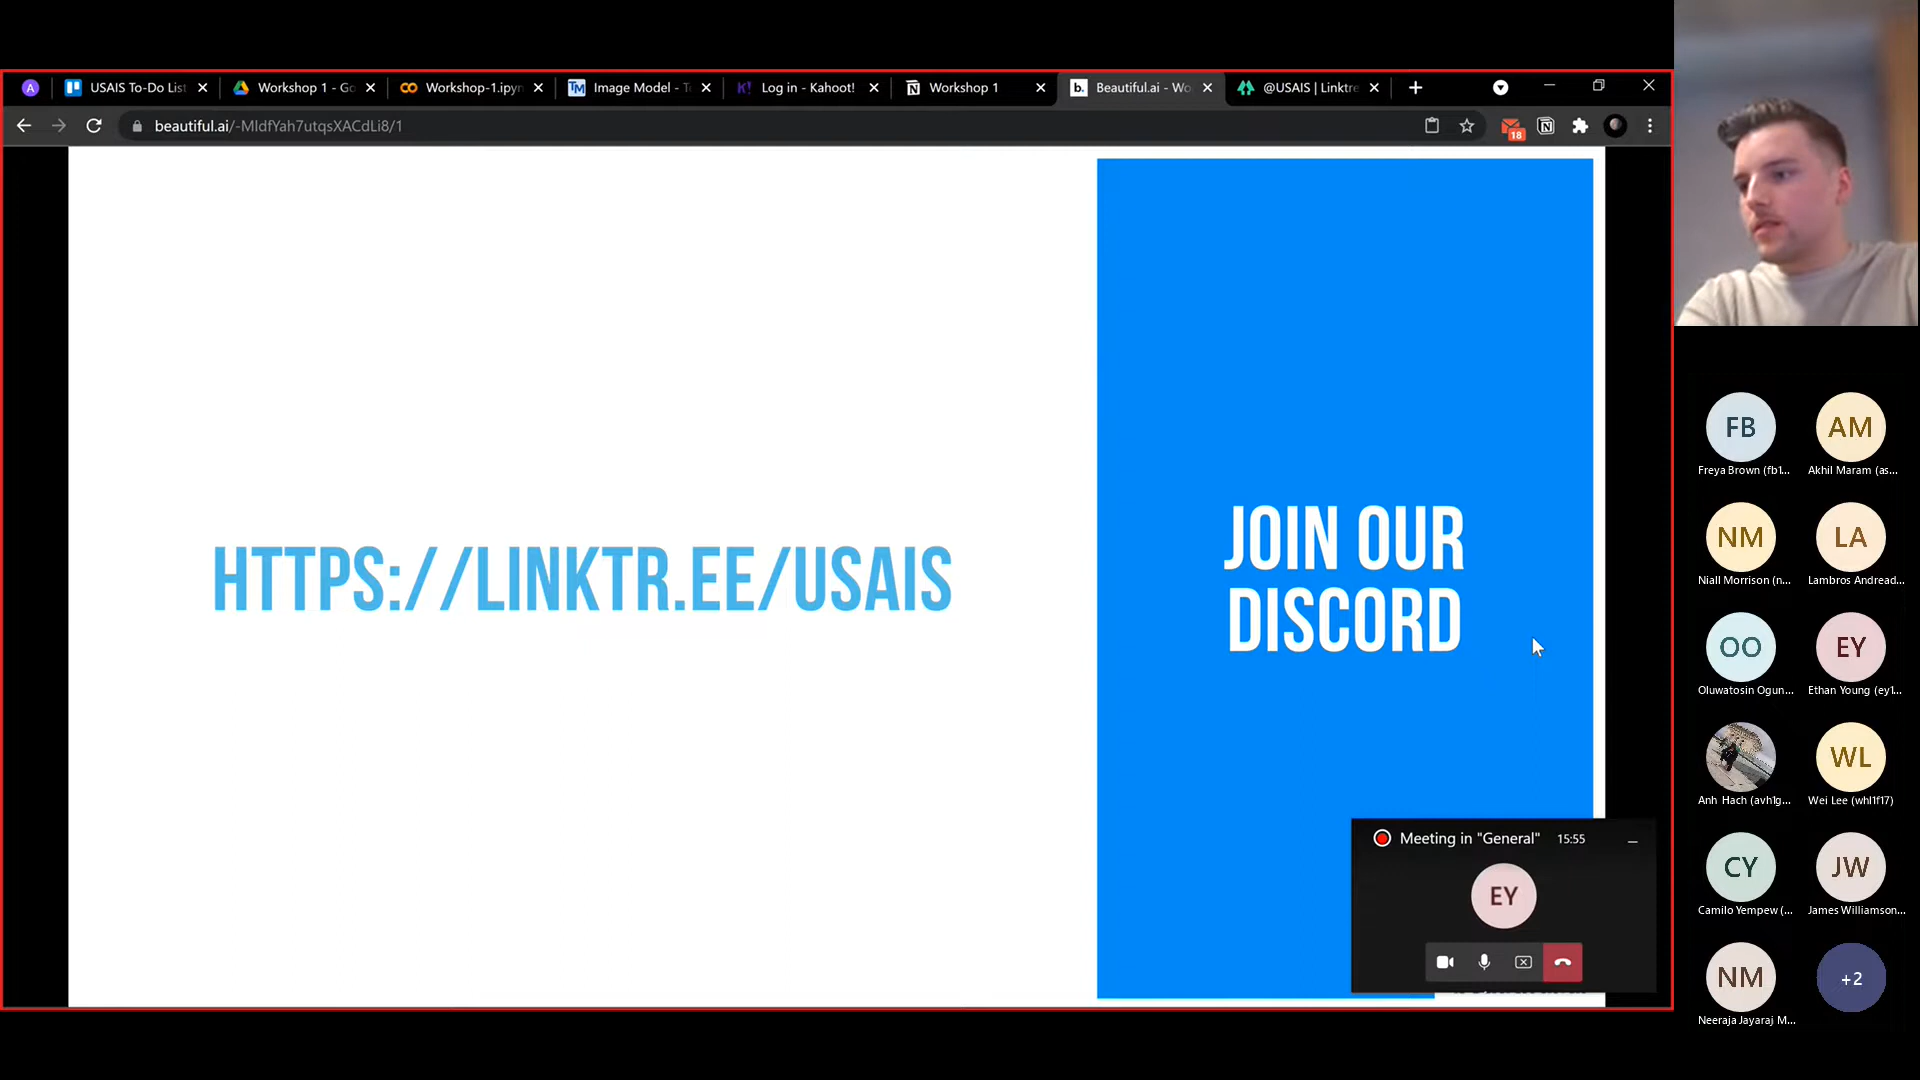 USAIS To-Do List
Workshop 1 - Go
Workshop-1.ipyn
Image Model - T
Log in - Kahoot!
Workshop 1
Beautiful.ai - Wo
@USAIS | Linktre
beautiful.ai/-MldfYah7utqsXACdLi8/1
18
HTTPS://LINKTR.EE/USAIS
JOIN OUR
DISCORD
Meeting in "General" 15:55
EY
FB
AM
Freya Brown (fb1...
Akhil Maram (as...
NM
LA
Niall Morrison (n...
Lambros Andread...
OO
EY
Oluwatosin Ogun...
Ethan Young (ey1...
WL
Anh Hach (avh1g...
Wei Lee (whl1f17)
CY
JW
Camilo Yempew (...
James Williamson...
NM
+2
Neeraja Jayaraj M...